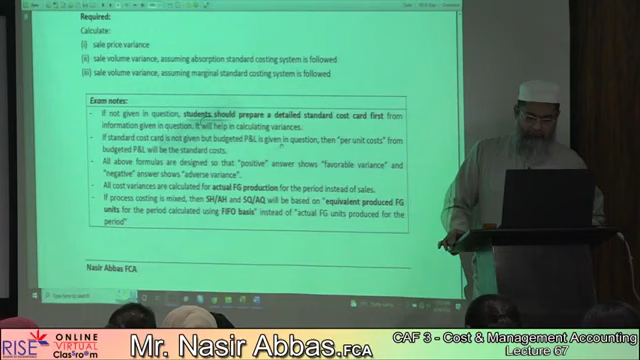 Required:
Calculate:
(i) sale price variance
(ii) sale volume variance, assuming absorption standard costing system is followed
(iii) sale volume variance, assuming marginal standard costing system is followed
Exam notes:
- If not given in question, students should prepare a detailed standard cost card first from
information given in question. It will help in calculating variances.
- If standard cost card is not given but budgeted P&L is given in question, then "per unit costs" from
budgeted P&L will be the standard costs.
- All above formulas are designed so that "positive" answer shows "favorable variance" and
"negative" answer shows "adverse variance".
- All cost variances are calculated for actual FG production for the period instead of sales.
- If process costing is mixed, then SH/AH and SQ/AQ will be based on "equivalent produced FG
units for the period calculated using FIFO basis" instead of "actual FG units produced for the
period"
Nasir Abbas FCA
Type here to search
RISE
ONLINE
VIRTUAL
Classroom
Mr. Nasir Abbas.FCA
CAF 3 - Cost & Management Accounting
Lecture 67